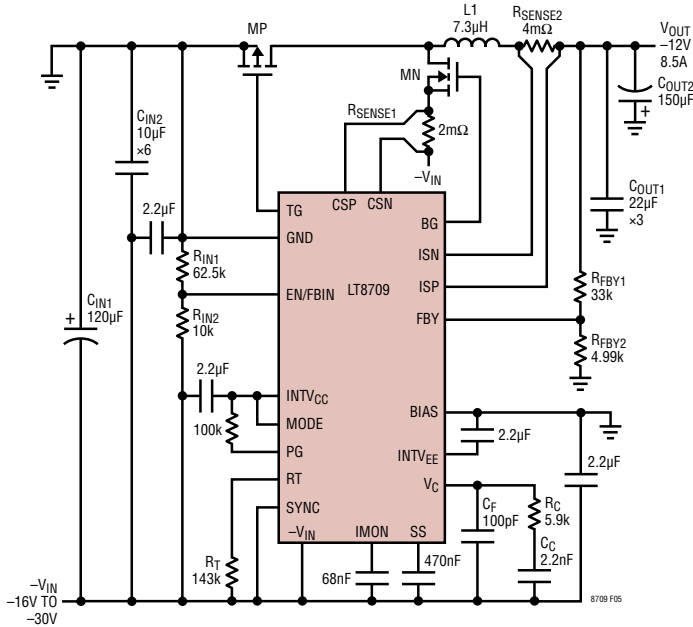 MP
L1
7.3µH
RSENSE2
4mΩ
VOUT
–12V
8.5A
MN
COUT2
150µF
+
RSENSE1
2mΩ
–VIN
CIN2
10µF
×6
COUT1
22µF
×3
2.2µF
CSP CSN
TG
GND
BG
ISN
RIN1
62.5k
EN/FBIN
LT8709
ISP
RFBY1
33k
+
CIN1
120µF
RIN2
10k
FBY
RFBY2
4.99k
2.2µF
INTVCC
MODE
BIAS
2.2µF
100k
PG
INTVEE
2.2µF
RT
VC
SYNC
CF
100pF
RC
5.9k
–VIN IMON SS
470nF
CC
2.2nF
RT
143k
68nF
–VIN
–16V TO
–30V
8709 F05